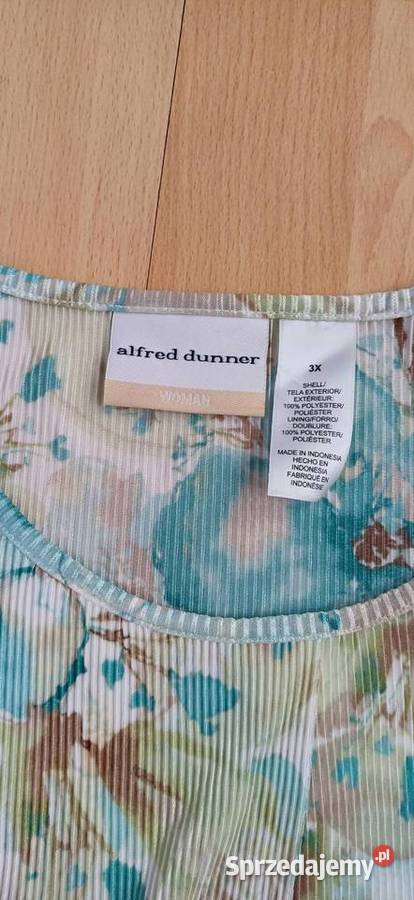 alfred dunner
WOMAN
3X
SHELL/
TELA EXTERIOR/
EXTÉRIEUR:
100% POLYESTER/
POLIÉSTER
LINING/FORRO/
DOUBLURE:
100% POLYESTER/
POLIÉSTER
MADE IN INDONESIA
HECHO EN
INDONESIA
FABRIQUÉ EN
INDONÉSIE
Sprzedajemy.pl